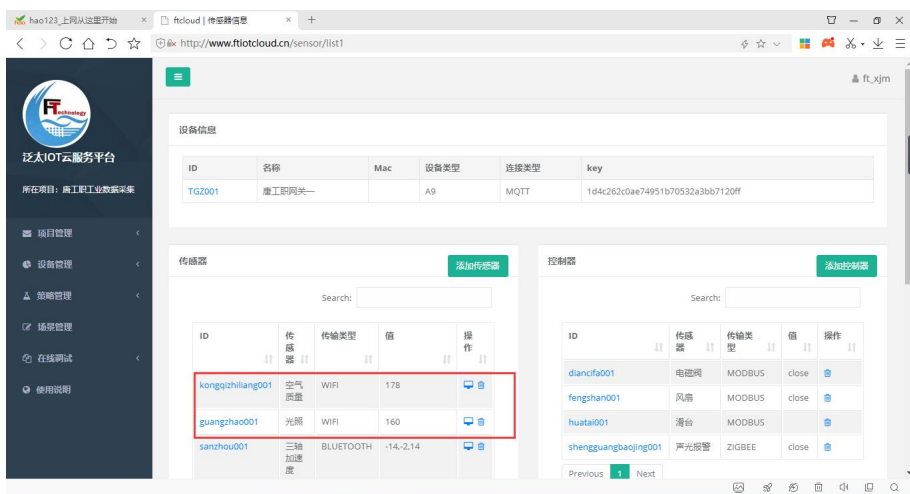 hao123_上网从这里开始
ftcloud | 传感器信息
http://www.ftiotcloud.cn/sensor/list1
FT
echnology
泛太IOT云服务平台
所在项目：唐工职工业数据采集
项目管理
设备管理
策略管理
场景管理
在线调试
使用说明
ft_xjm
设备信息
ID 名称 Mac 设备类型 连接类型 key
TGZ001 唐工职网关一 A9 MQTT 1d4c262c0ae74951b70532a3bb7120ff
传感器 添加传感器
Search:
ID 传感器 传输类型 值 操作
kongqizhiliang001 空气质量 WIFI 178
guangzhao001 光照 WIFI 160
sanzhou001 三轴加速度 BLUETOOTH -14,-2,14
控制器 添加控制器
Search:
ID 传感器 传输类型 值 操作
diancifa001 电磁阀 MODBUS close
fengshan001 风扇 MODBUS close
huatai001 滑台 MODBUS
shengguangbaojing001 声光报警 ZIGBEE close
Previous 1 Next